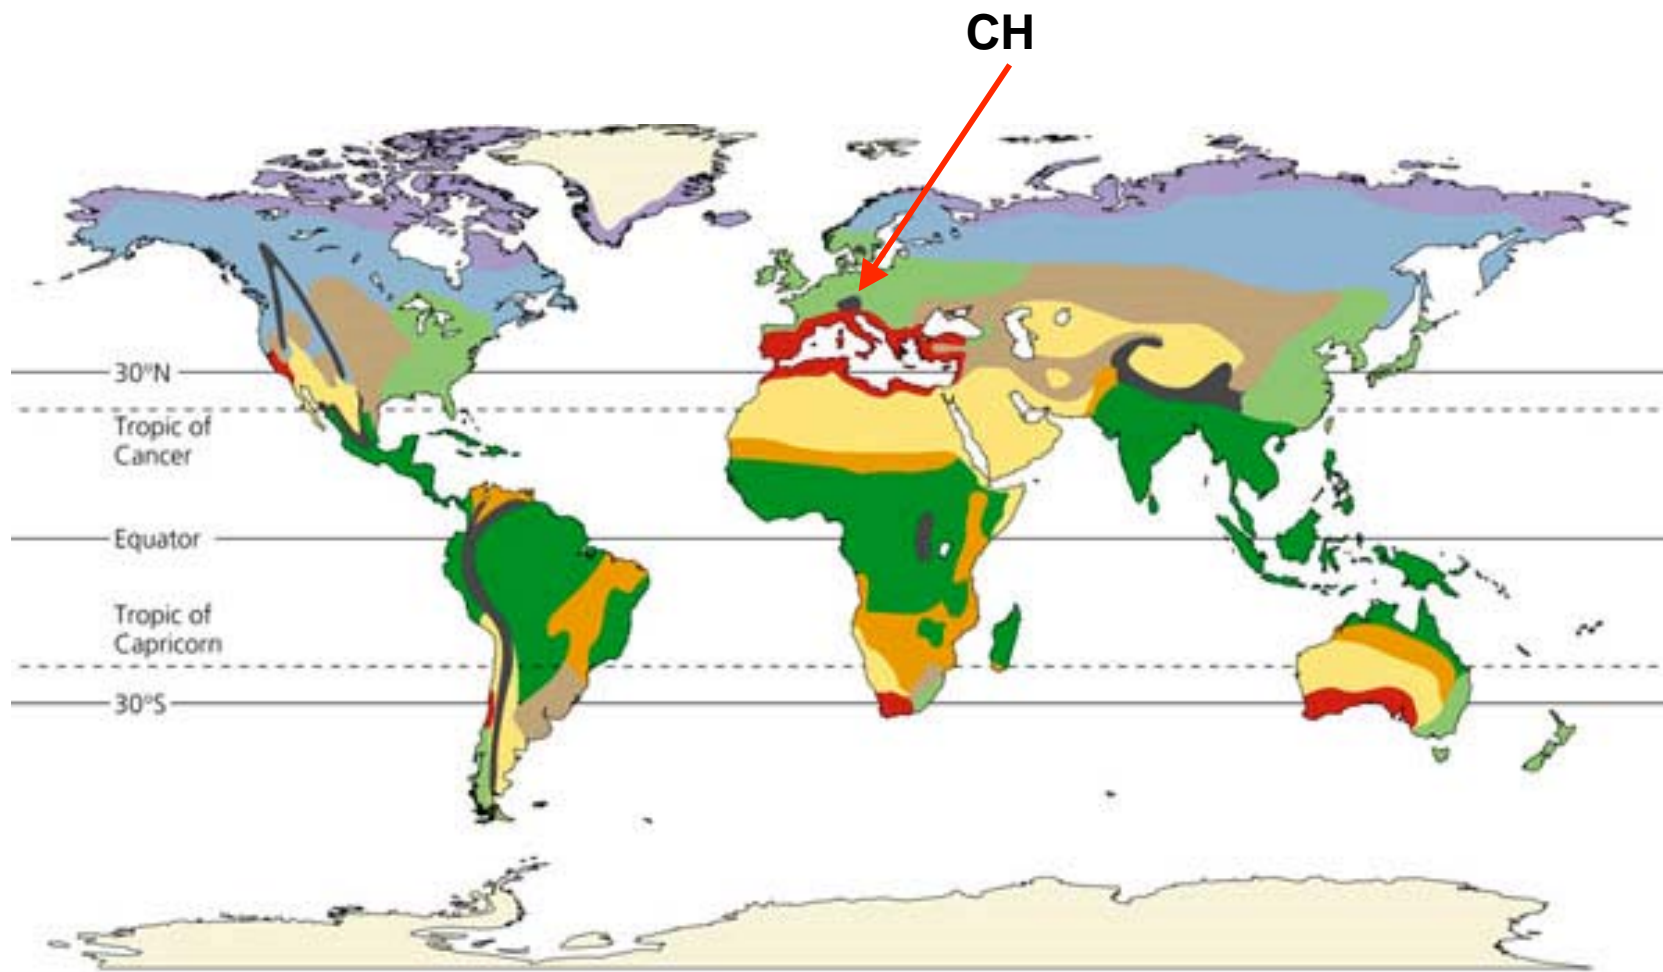 CH
30°N
Tropic of
Cancer
Equator
Tropic of
Capricorn
30°S